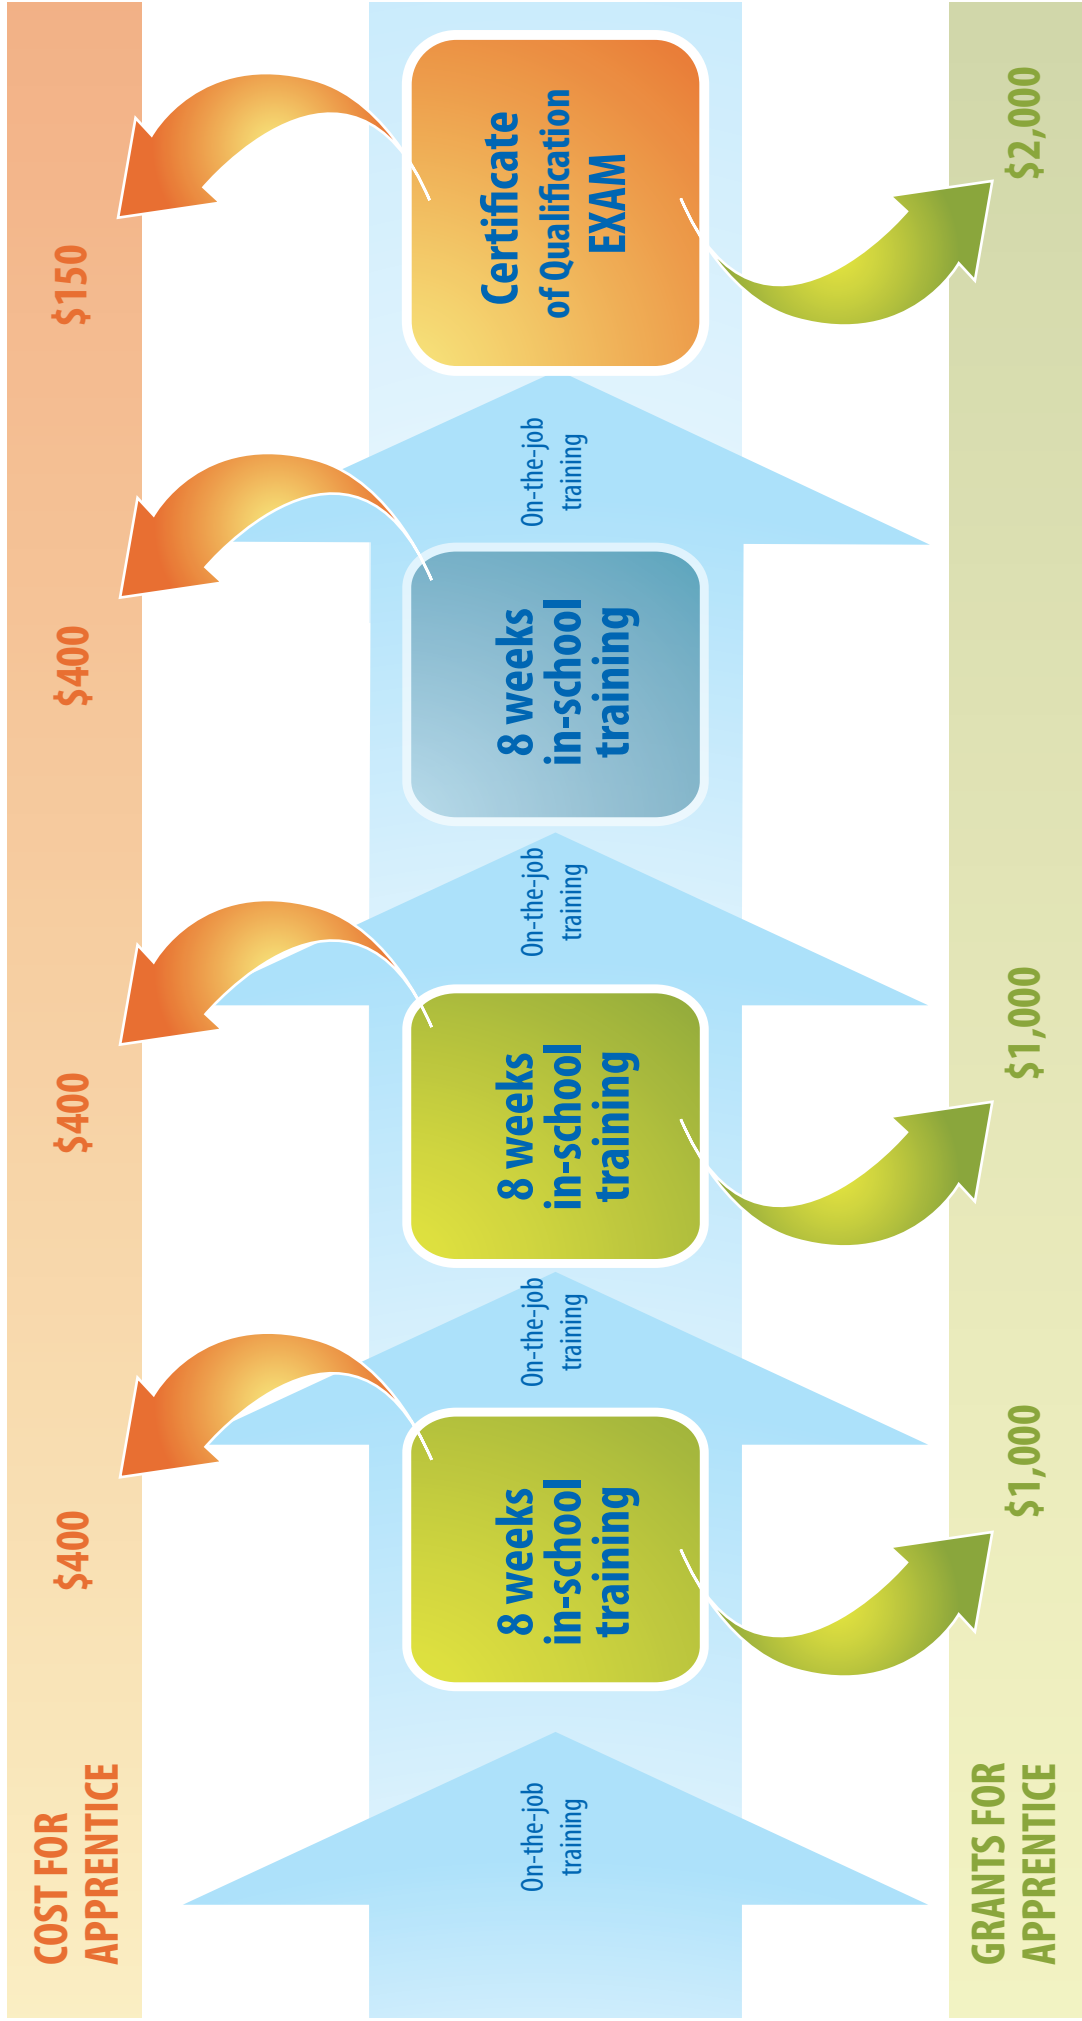 COST FOR
APPRENTICE
$400
$400
$400
$150
On-the-job
training
8 weeks
in-school
training
On-the-job
training
8 weeks
in-school
training
On-the-job
training
8 weeks
in-school
training
On-the-job
training
Certificate
of Qualification
EXAM
GRANTS FOR
APPRENTICE
$1,000
$1,000
$2,000